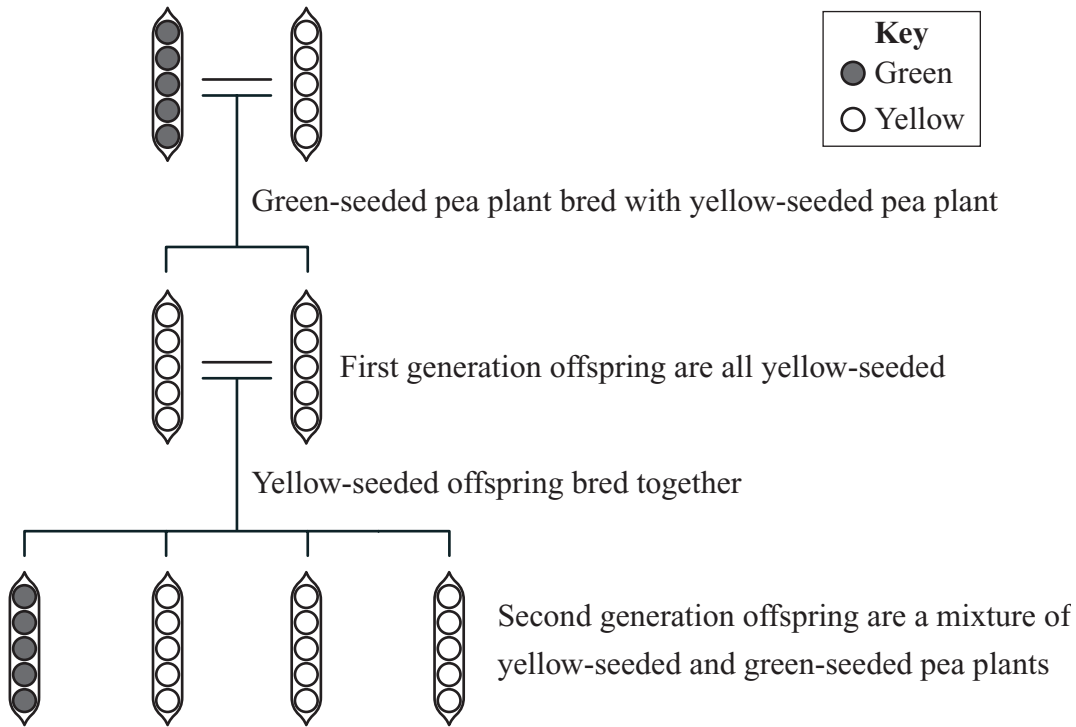 Key
Green
Yellow
Green-seeded pea plant bred with yellow-seeded pea plant
First generation offspring are all yellow-seeded
Yellow-seeded offspring bred together
Second generation offspring are a mixture of
yellow-seeded and green-seeded pea plants